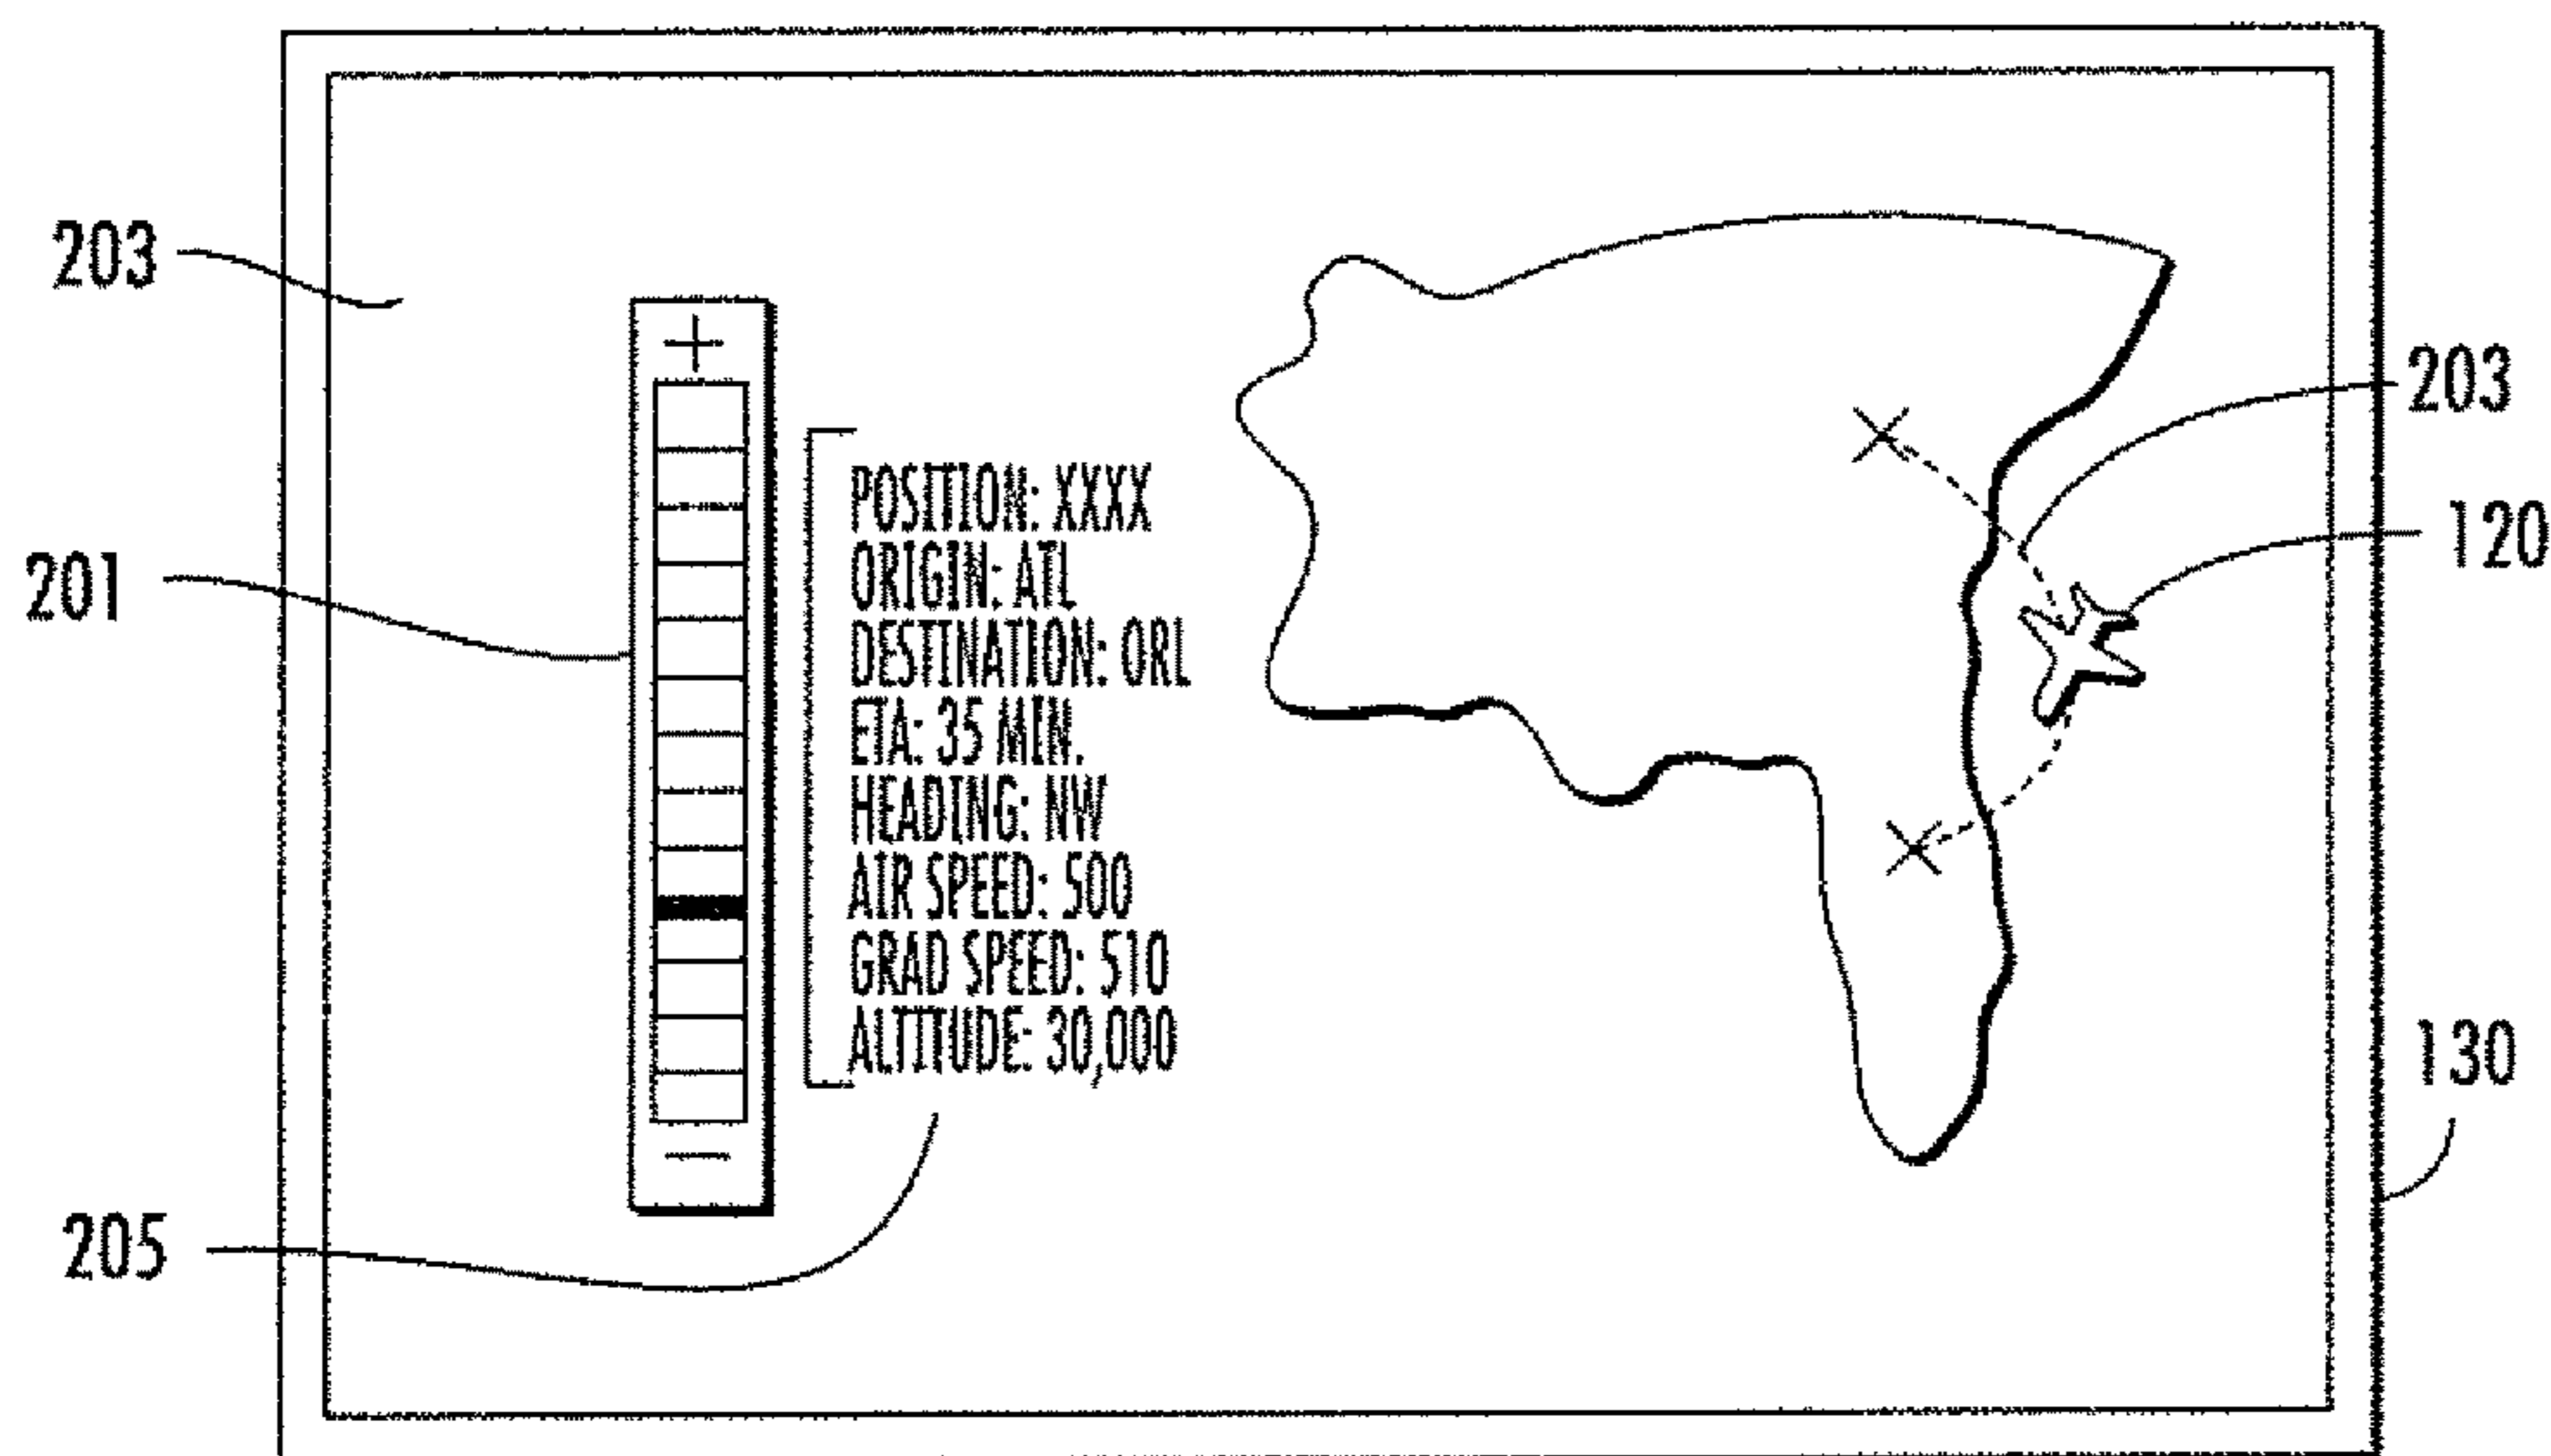 203
201
205
+
—
POSITION: XXXX
ORIGIN: ATL
DESTINATION: ORL
ETA: 35 MIN.
HEADING: NW
AIR SPEED: 500
GRAD SPEED: 510
ALTITUDE: 30,000
203
120
130